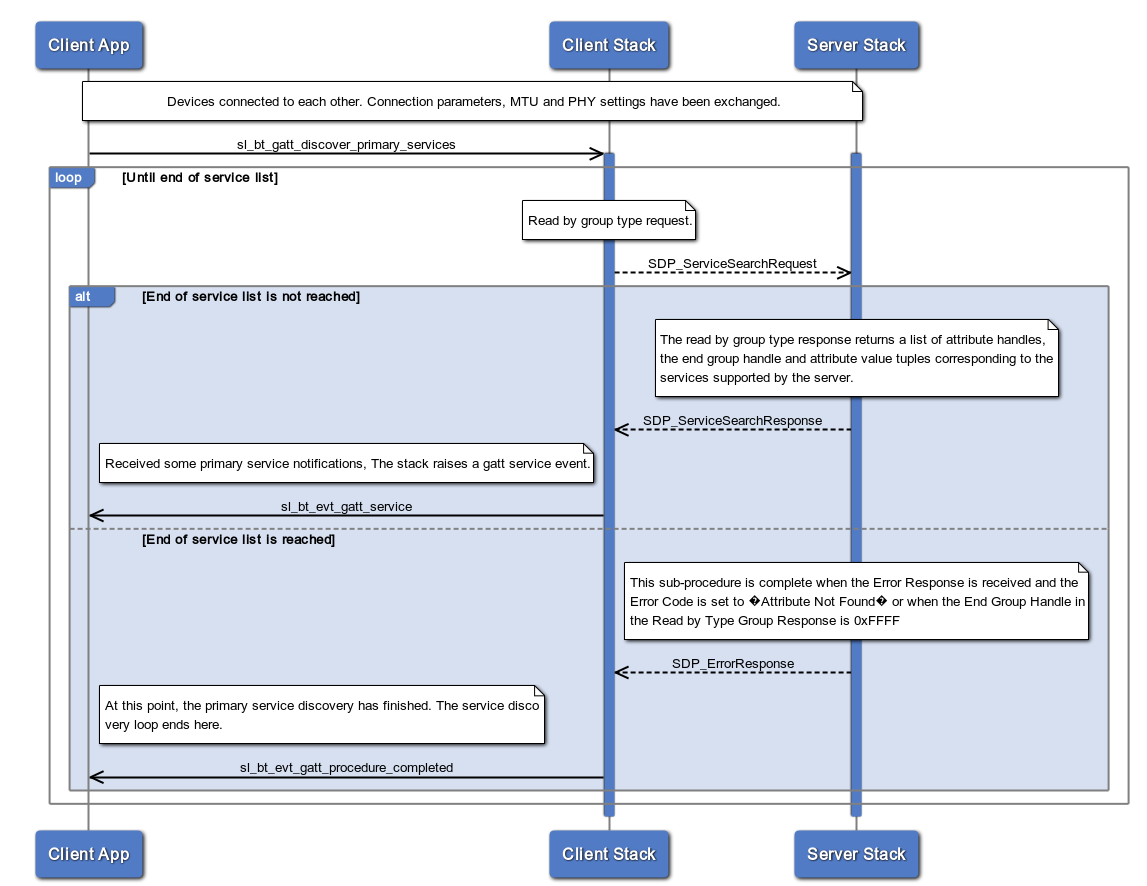 Client App
Client Stack
Server Stack
Devices connected to each other. Connection parameters, MTU and PHY settings have been exchanged.
sl_bt_gatt_discover_primary_services
loop
[Until end of service list]
Read by group type request.
SDP_ServiceSearchRequest
alt
[End of service list is not reached]
The read by group type response returns a list of attribute handles,
the end group handle and attribute value tuples corresponding to the
services supported by the server.
SDP_ServiceSearchResponse
Received some primary service notifications, The stack raises a gatt service event.
sl_bt_evt_gatt_service
[End of service list is reached]
This sub-procedure is complete when the Error Response is received and the
Error Code is set to �Attribute Not Found� or when the End Group Handle in
the Read by Type Group Response is 0xFFFF
SDP_ErrorResponse
At this point, the primary service discovery has finished. The service disco
very loop ends here.
sl_bt_evt_gatt_procedure_completed
Client App
Client Stack
Server Stack